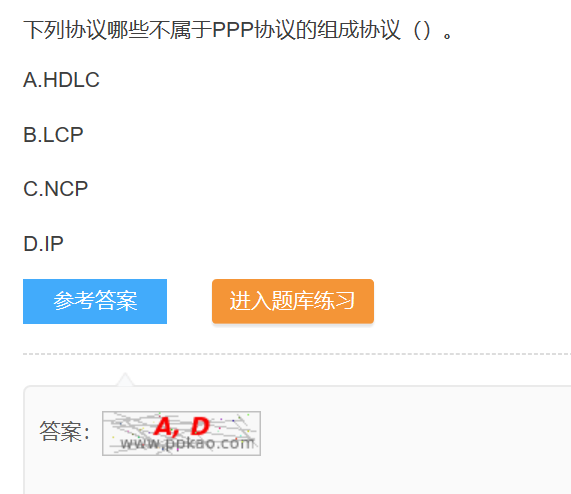 下列协议哪些不属于PPP协议的组成协议（）。
A.HDLC
B.LCP
C.NCP
D.IP
参考答案 进入题库练习
答案: A, D
www.ppkao.com